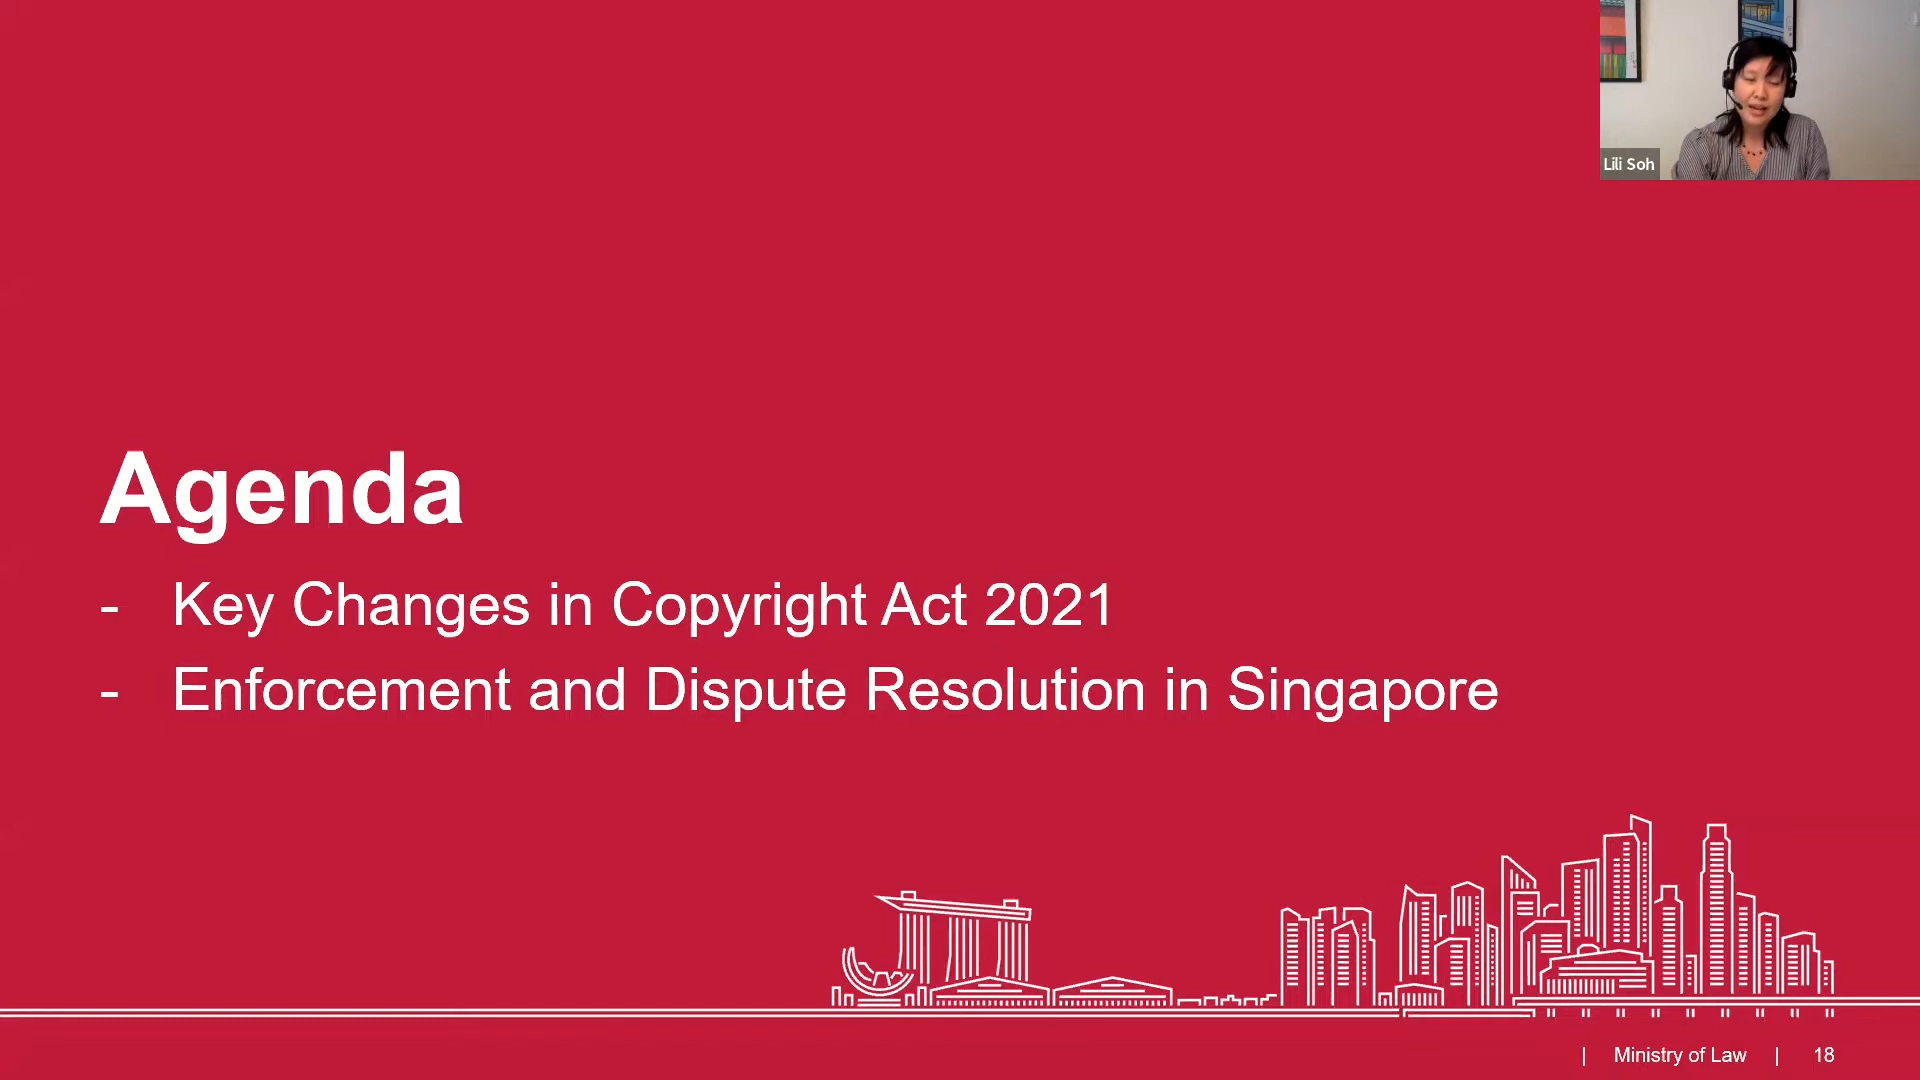 Lili Soh
Agenda
- Key Changes in Copyright Act 2021
- Enforcement and Dispute Resolution in Singapore
| Ministry of Law | 18